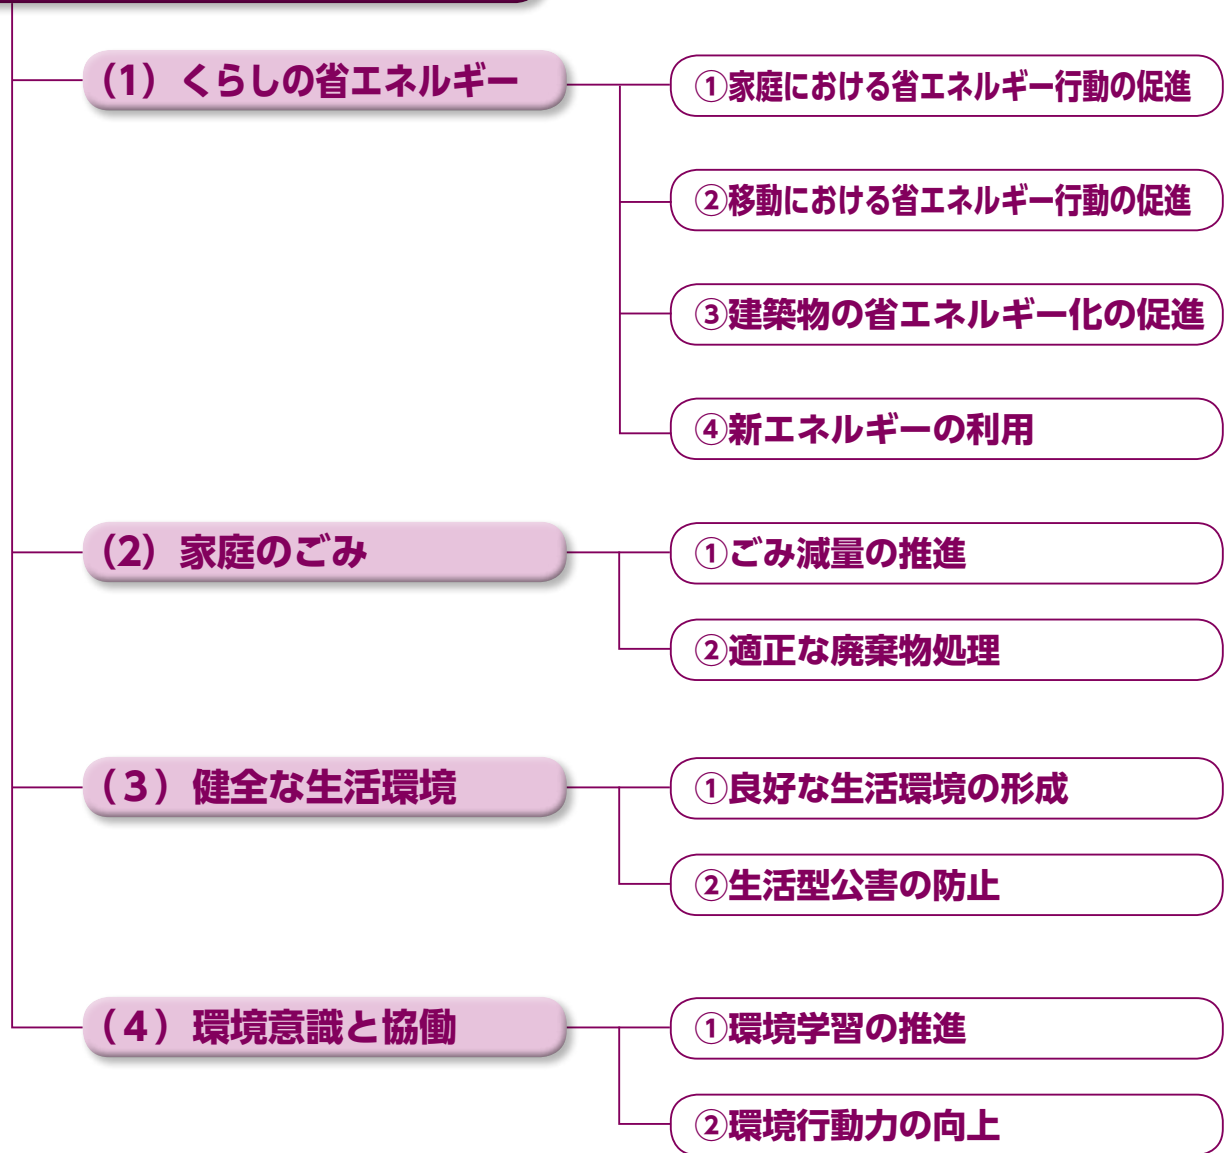 （1）くらしの省エネルギー
①家庭における省エネルギー行動の促進
②移動における省エネルギー行動の促進
③建築物の省エネルギー化の促進
④新エネルギーの利用
（2）家庭のごみ
①ごみ減量の推進
②適正な廃棄物処理
（３）健全な生活環境
①良好な生活環境の形成
②生活型公害の防止
（４）環境意識と協働
①環境学習の推進
②環境行動力の向上